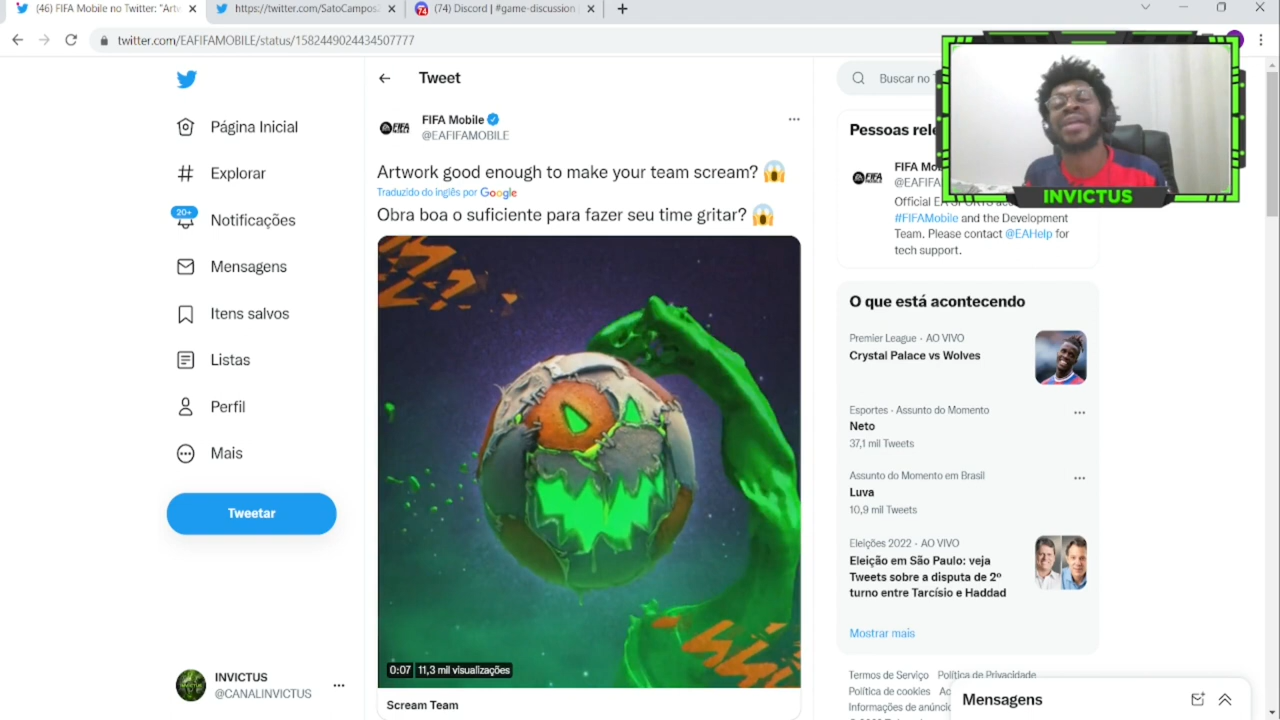 (46) FIFA Mobile no Twitter: "Arte
https://twitter.com/SatoCampos
(74) Discord | #game-discussion
twitter.com/EAFIFAMOBILE/status/1582449024434507777
Página Inicial
Explorar
20+
Notificações
Mensagens
Itens salvos
Listas
Perfil
Mais
Tweetar
INVICTUS
@CANALINVICTUS
Tweet
FIFA Mobile
@EAFIFAMOBILE
Artwork good enough to make your team scream? 😱
Traduzido do inglês por Google
Obra boa o suficiente para fazer seu time gritar? 😱
0:07 11,3 mil visualizações
Scream Team
Buscar no
INVICTUS
Pessoas rele
FIFA Mo
@EAFIFA
Official
#FIFAMobile and the Development
Team. Please contact @EAHelp for
tech support.
O que está acontecendo
Premier League · AO VIVO
Crystal Palace vs Wolves
Esportes · Assunto do Momento
Neto
37,1 mil Tweets
Assunto do Momento em Brasil
Luva
10,9 mil Tweets
Eleições 2022 · AO VIVO
Eleição em São Paulo: veja
Tweets sobre a disputa de 2º
turno entre Tarcísio e Haddad
Mostrar mais
Termos de Serviço Política de Privacidade
Política de cookies
Informações de anúncio
Mensagens